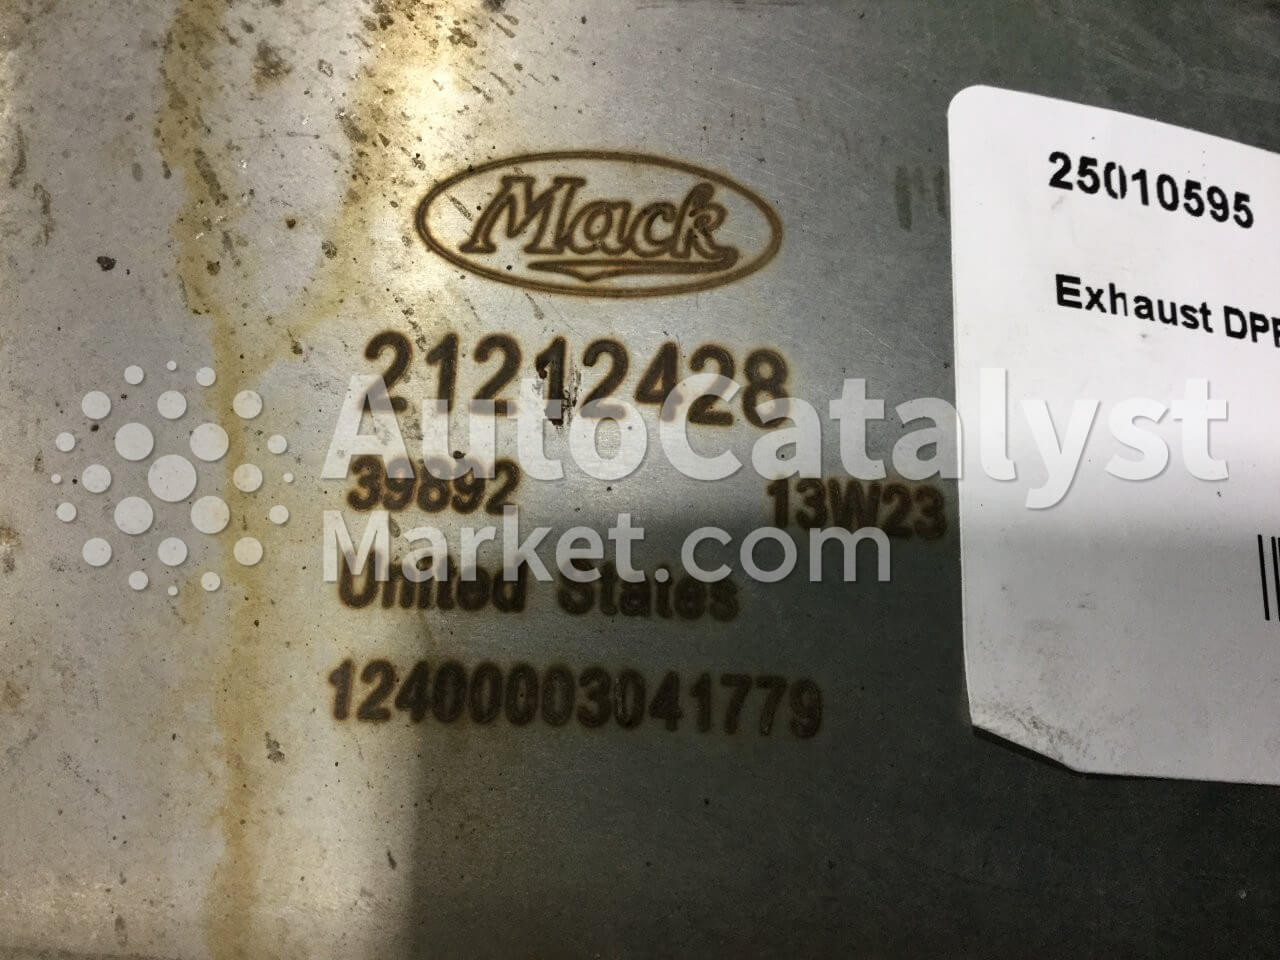 Mack
21212428
39892 13W23
United States
12400003041779
25010595
Exhaust DPF
AutoCatalyst
Market.com